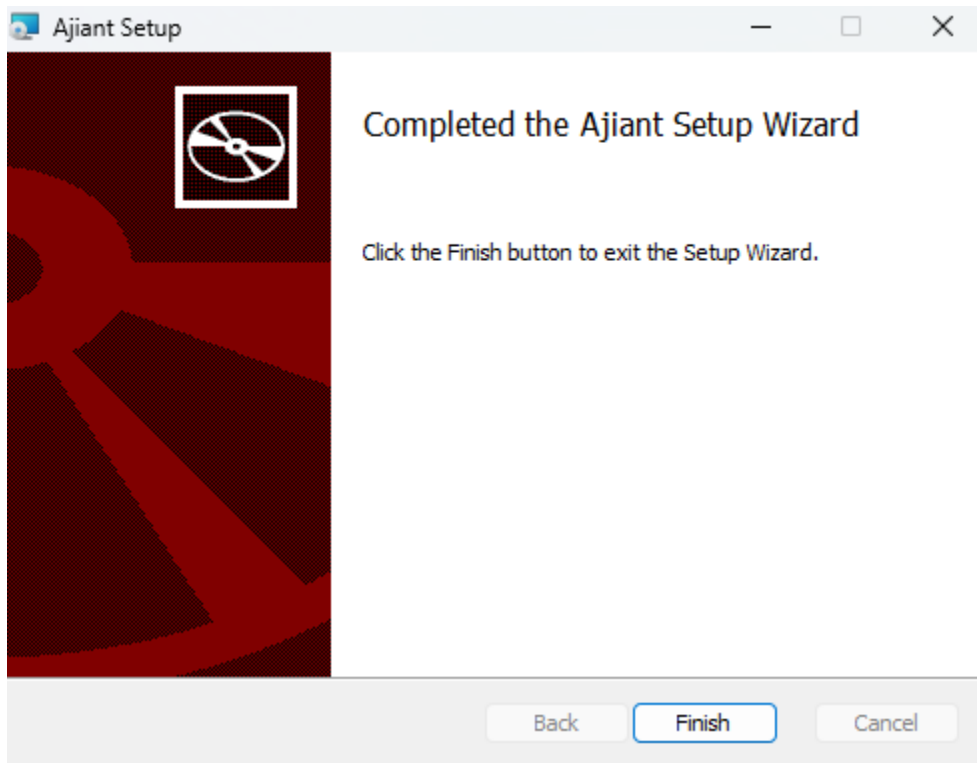 Ajiant Setup
Completed the Ajiant Setup Wizard
Click the Finish button to exit the Setup Wizard.
Back
Finish
Cancel